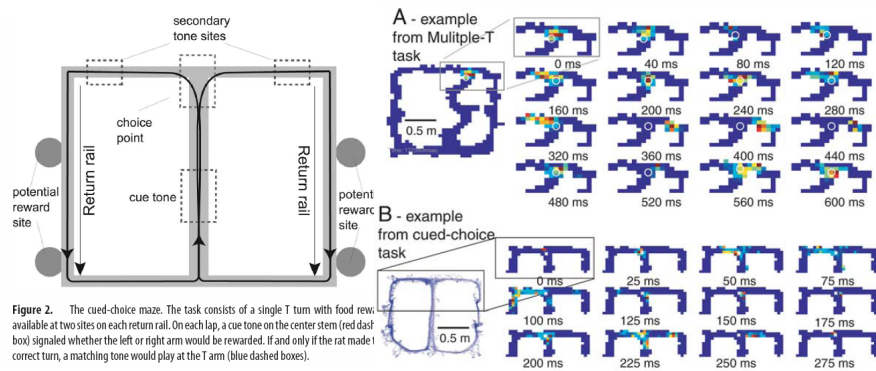 secondary
tone sites
choice
point
Return rail
Return rail
cue tone
potential
reward
site
potent
reward
site
Figure 2. The cued-choice maze. The task consists of a single T turn with food rewa
available at two sites on each return rail. On each lap, a cue tone on the center stem (red dash
box) signaled whether the left or right arm would be rewarded. If and only if the rat made t
correct turn, a matching tone would play at the T arm (blue dashed boxes).
A - example
from Mulitple-T
task
0.5 m
0 ms 40 ms 80 ms 120 ms
160 ms 200 ms 240 ms 280 ms
320 ms 360 ms 400 ms 440 ms
480 ms 520 ms 560 ms 600 ms
B - example
from cued-choice
task
0.5 m
0 ms 25 ms 50 ms 75 ms
100 ms 125 ms 150 ms 175 ms
200 ms 225 ms 250 ms 275 ms